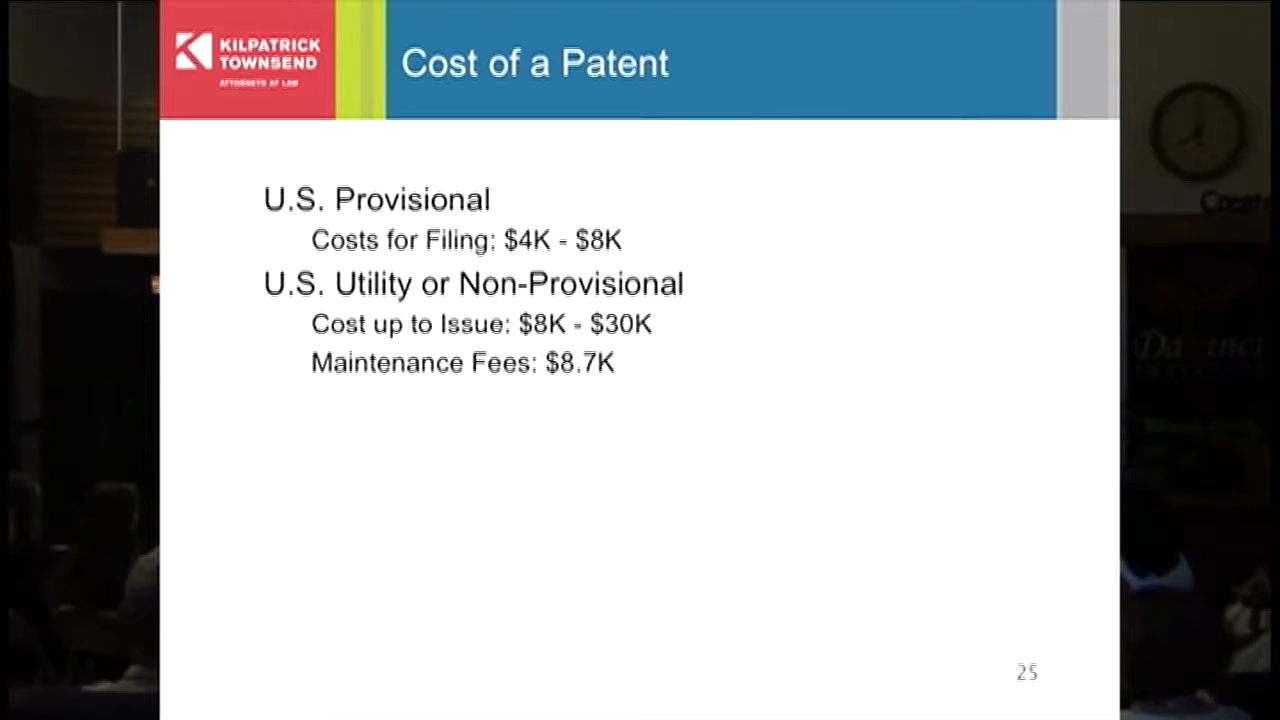 KILPATRICK
TOWNSEND
ATTORNEYS AT LAW
Cost of a Patent
U.S. Provisional
Costs for Filing: $4K - $8K
U.S. Utility or Non-Provisional
Cost up to Issue: $8K - $30K
Maintenance Fees: $8.7K
25